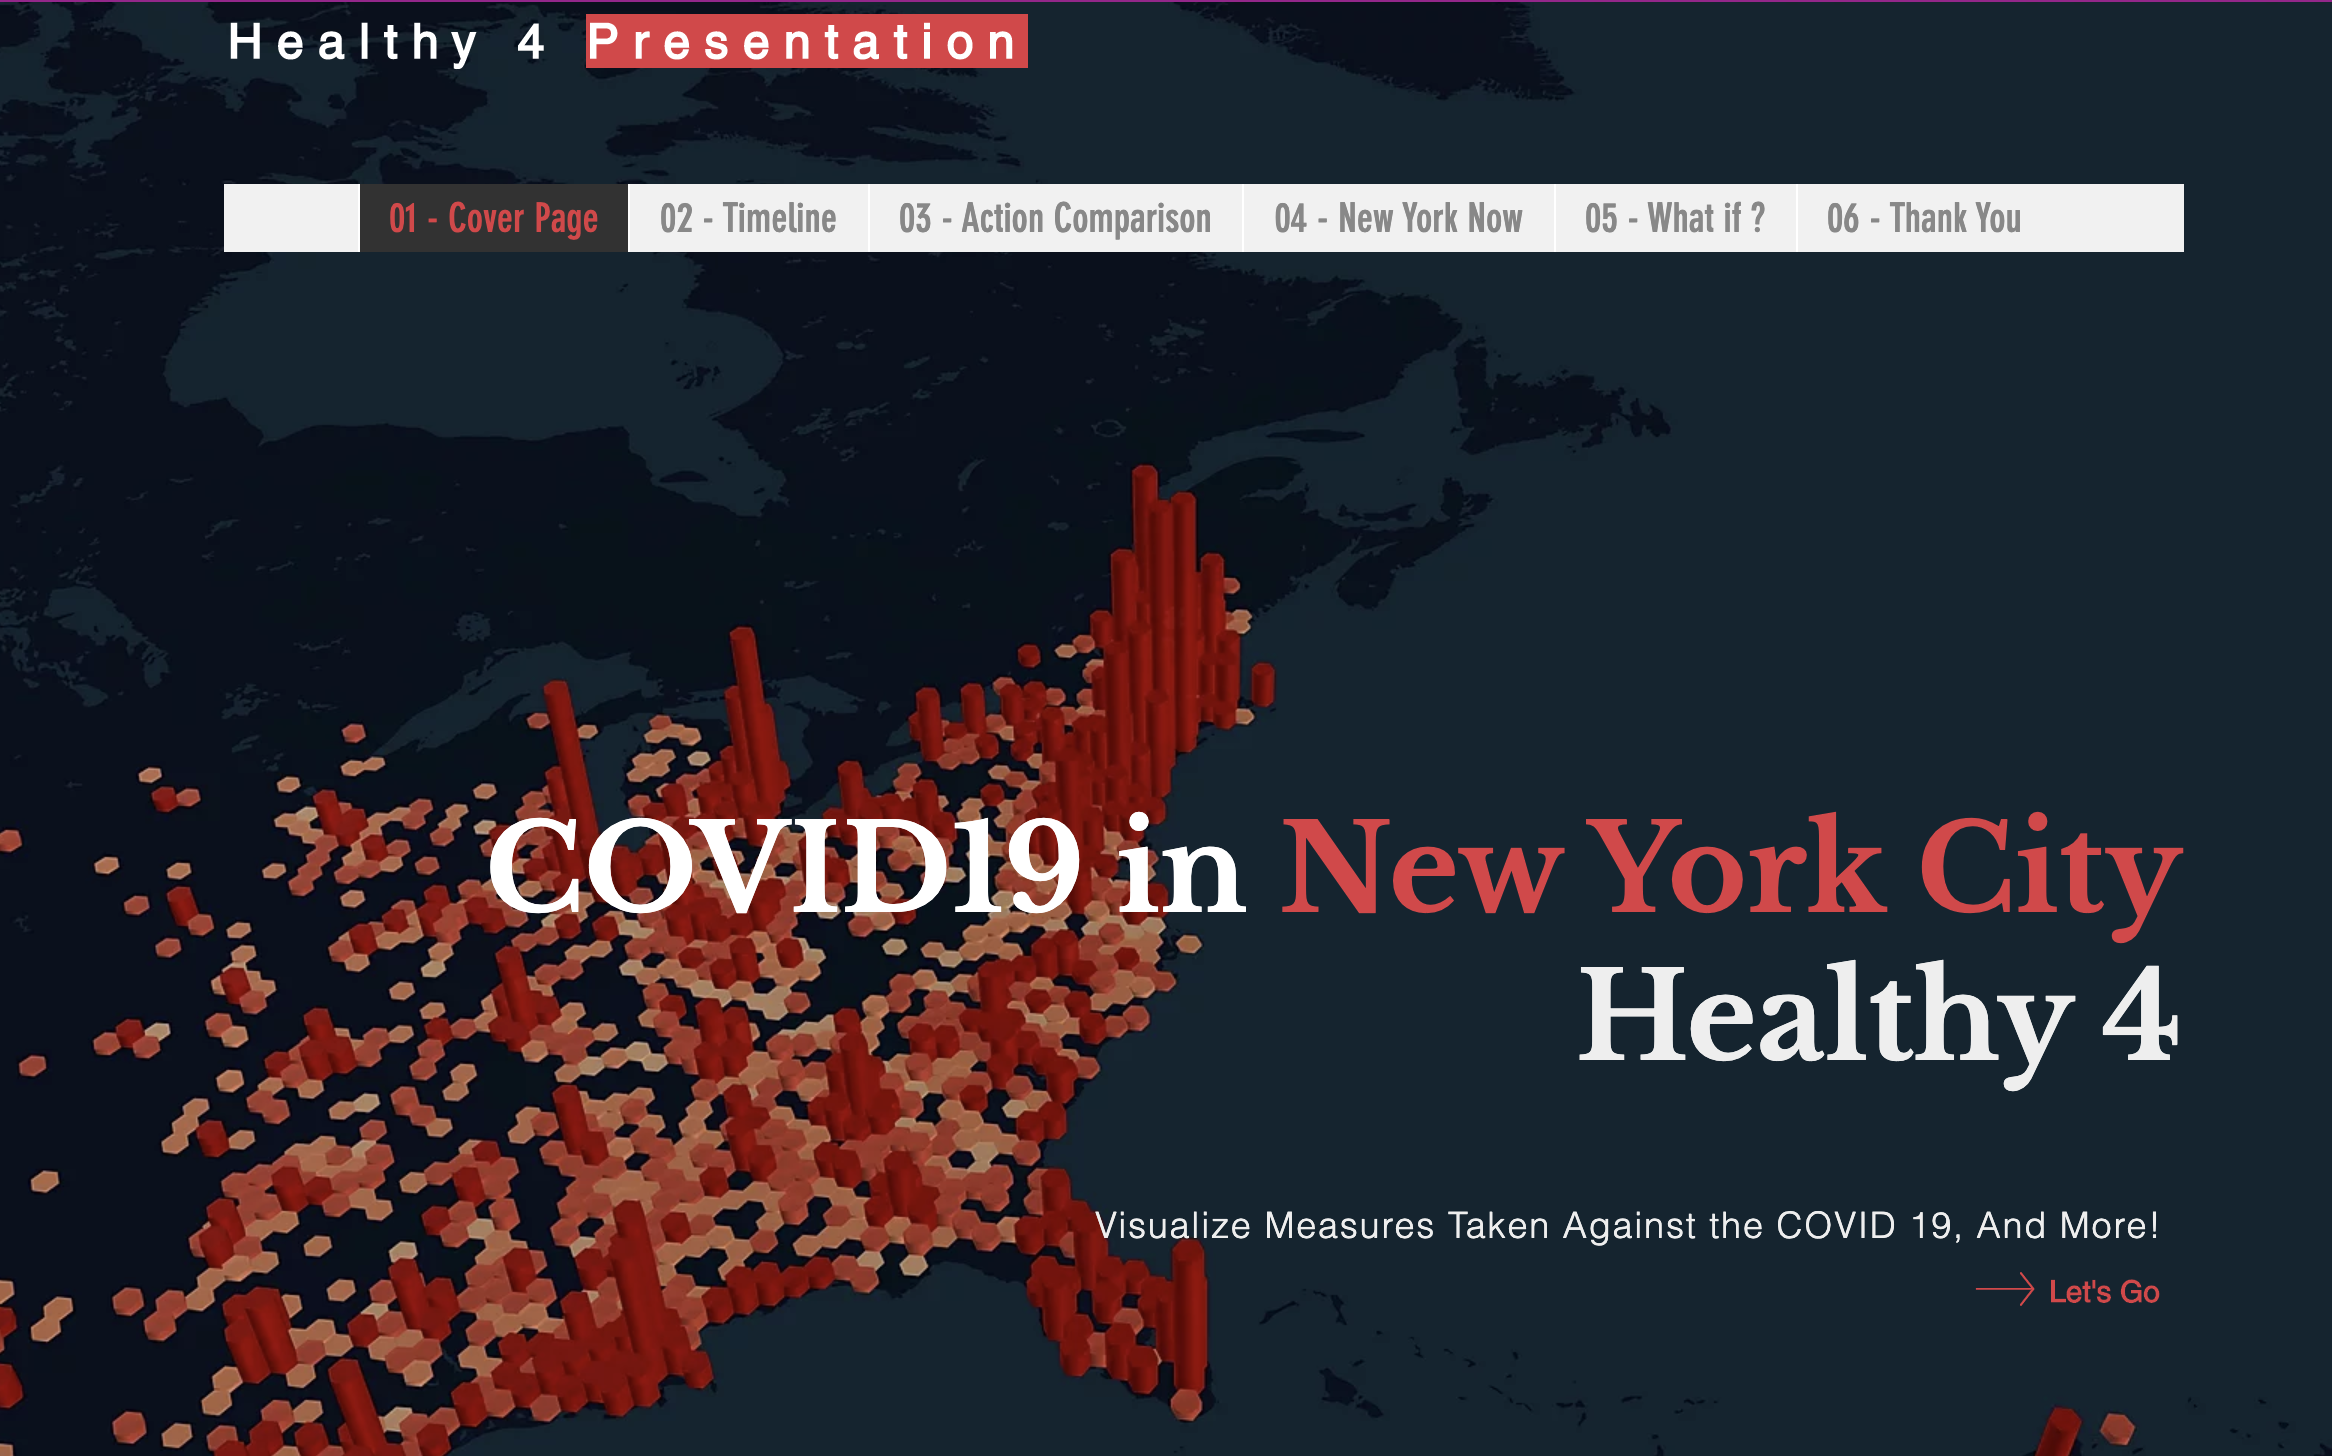 Healthy 4 Presentation
01 - Cover Page
02 - Timeline
03 - Action Comparison
04 - New York Now
05 - What if ?
06 - Thank You
COVID19 in New York City
Healthy 4
Visualize Measures Taken Against the COVID 19, And More!
Let's Go